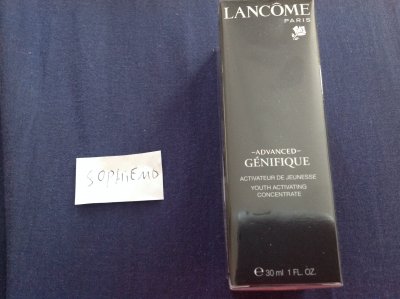 LANCÔME
PARIS
-ADVANCED-
GÉNIFIQUE
ACTIVATEUR DE JEUNESSE
YOUTH ACTIVATING
CONCENTRATE
e 30 ml 1 FL. OZ.
SOPHIEMD